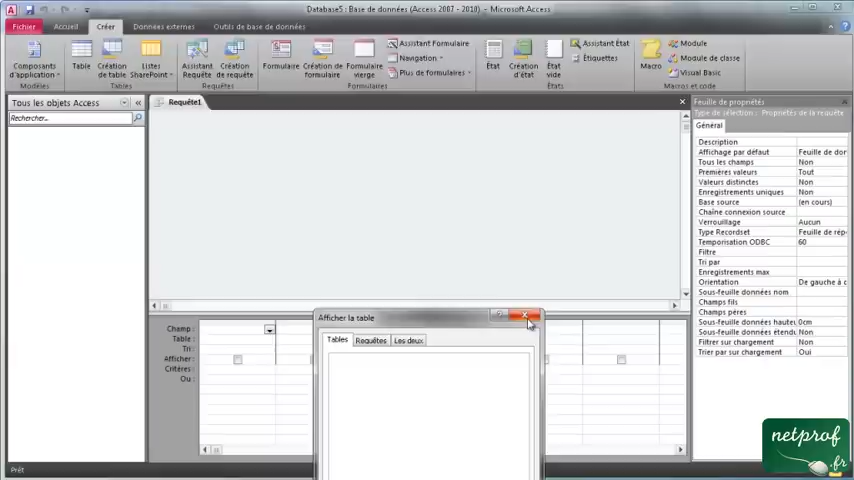 Database5 : Base de données (Access 2007 - 2010) - Microsoft Access
Fichier Accueil Créer Données externes Outils de base de données
Composants d'application
Modèles
Table
Création de table
Listes SharePoint
Tables
Assistant Requête
Création de requête
Requêtes
Formulaire
Création de formulaire
Formulaire vierge
Assistant Formulaire
Navigation
Plus de formulaires
Formulaires
État
Création d'état
État vide
Assistant État
Étiquettes
États
Macro
Module
Module de classe
Visual Basic
Macros et code
Tous les objets Access
Rechercher...
Requête1
Champ :
Table :
Tri :
Afficher :
Critères :
Ou :
Afficher la table
Tables Requêtes Les deux
Feuille de propriétés
Type de sélection : Propriétés de la requête
Général
Description
Affichage par défaut Feuille de don
Tous les champs Non
Premières valeurs Tout
Valeurs distinctes Non
Enregistrements uniques Non
Base source (en cours)
Chaîne connexion source
Verrouillage Aucun
Type Recordset Feuille de rép
Temporisation ODBC 60
Filtre
Tri par
Enregistrements max
Orientation De gauche à c
Sous-feuille données nom
Champs fils
Champs pères
Sous-feuille données hauteu 0cm
Sous-feuille données étendu Non
Filtrer sur chargement Non
Trier par sur chargement Oui
Prêt
netprof
.fr